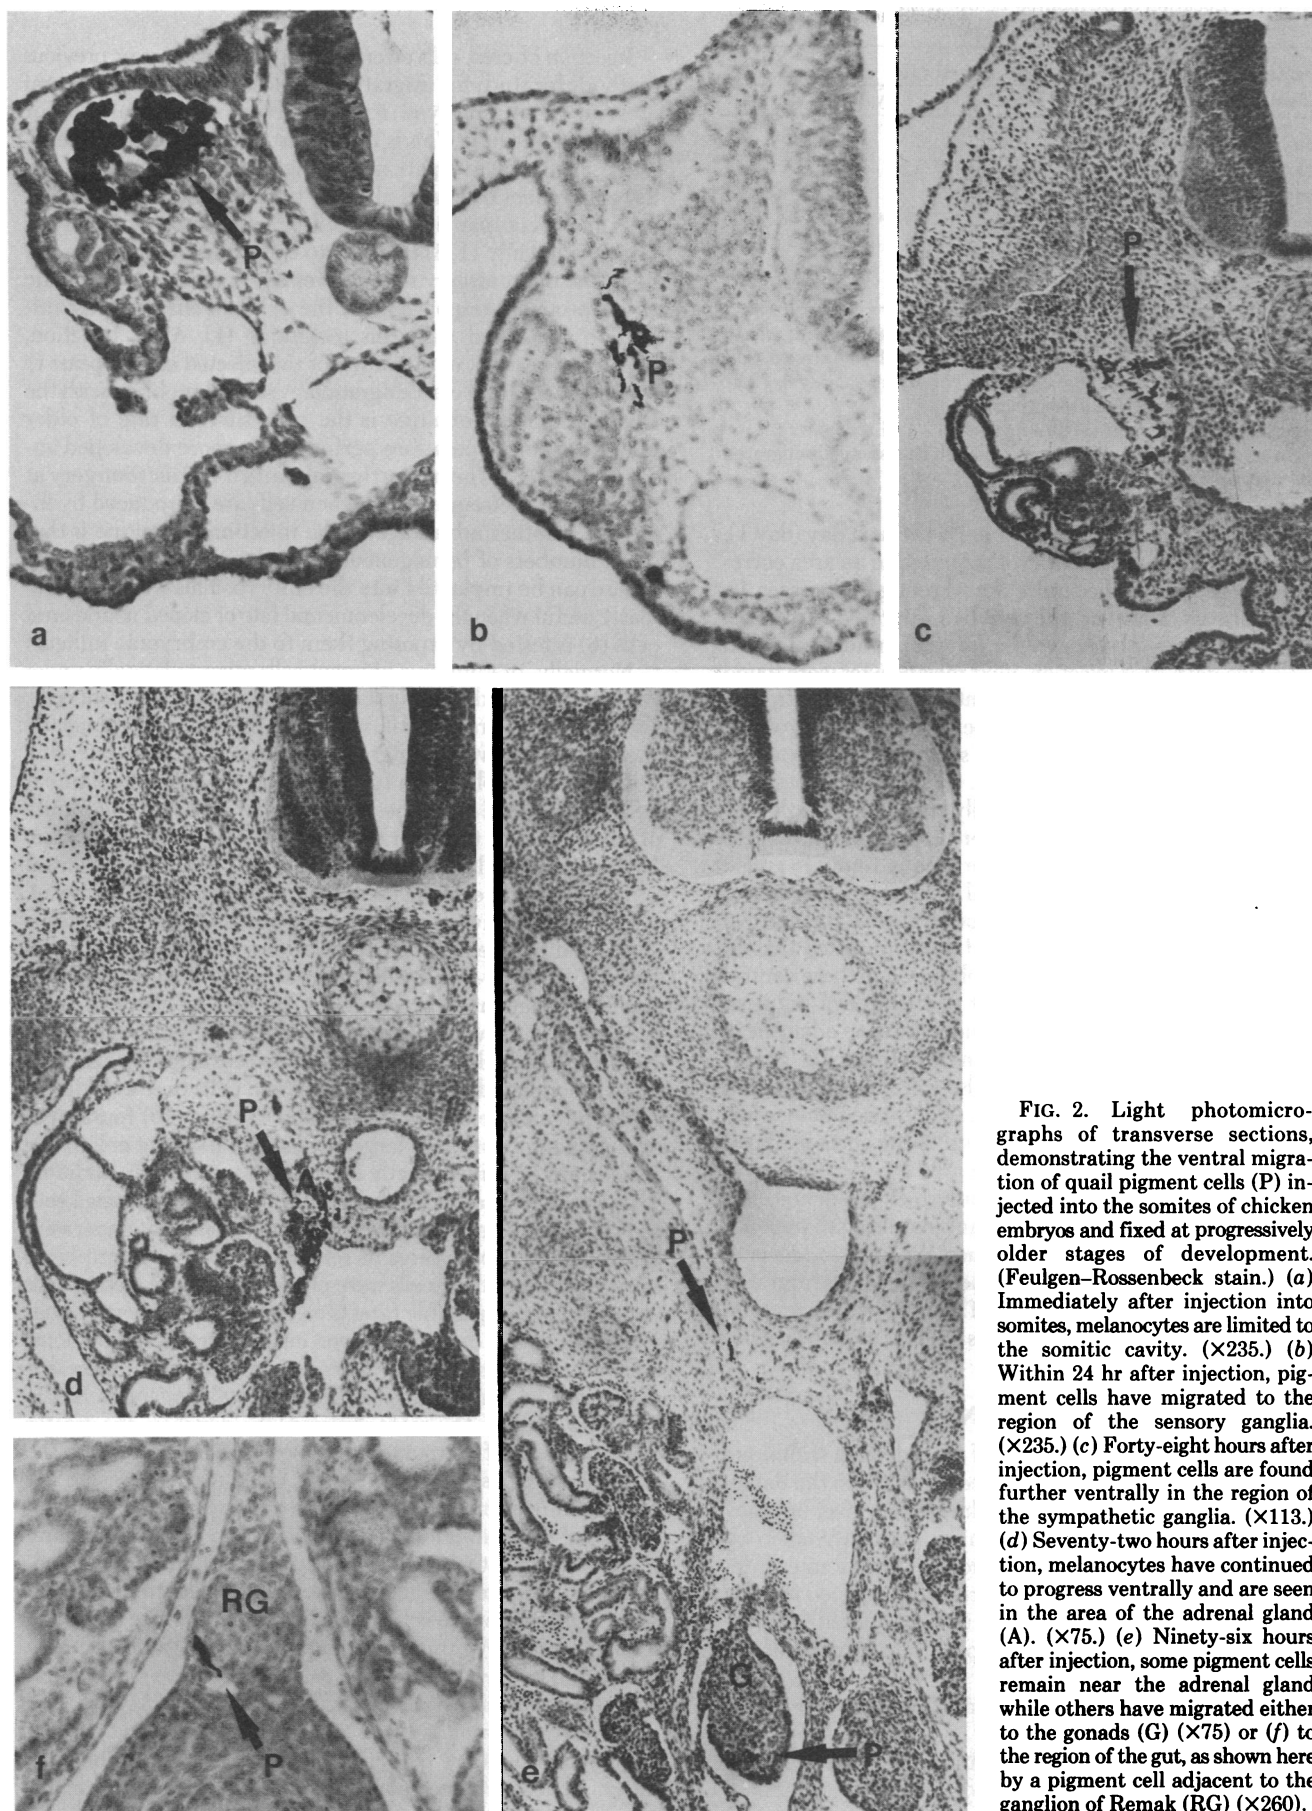 P
a
P
b
P
c
P
A
d
P
G
P
e
RG
P
f
FIG. 2. Light photomicro-
graphs of transverse sections,
demonstrating the ventral migra-
tion of quail pigment cells (P) in-
jected into the somites of chicken
embryos and fixed at progressively
older stages of development.
(Feulgen–Rossenbeck stain.) (a)
Immediately after injection into
somites, melanocytes are limited to
the somitic cavity. (×235.) (b)
Within 24 hr after injection, pig-
ment cells have migrated to the
region of the sensory ganglia.
(×235.) (c) Forty-eight hours after
injection, pigment cells are found
further ventrally in the region of
the sympathetic ganglia. (×113.)
(d) Seventy-two hours after injec-
tion, melanocytes have continued
to progress ventrally and are seen
in the area of the adrenal gland
(A). (×75.) (e) Ninety-six hours
after injection, some pigment cells
remain near the adrenal gland
while others have migrated either
to the gonads (G) (×75) or (f) to
the region of the gut, as shown here
by a pigment cell adjacent to the
ganglion of Remak (RG) (×260).